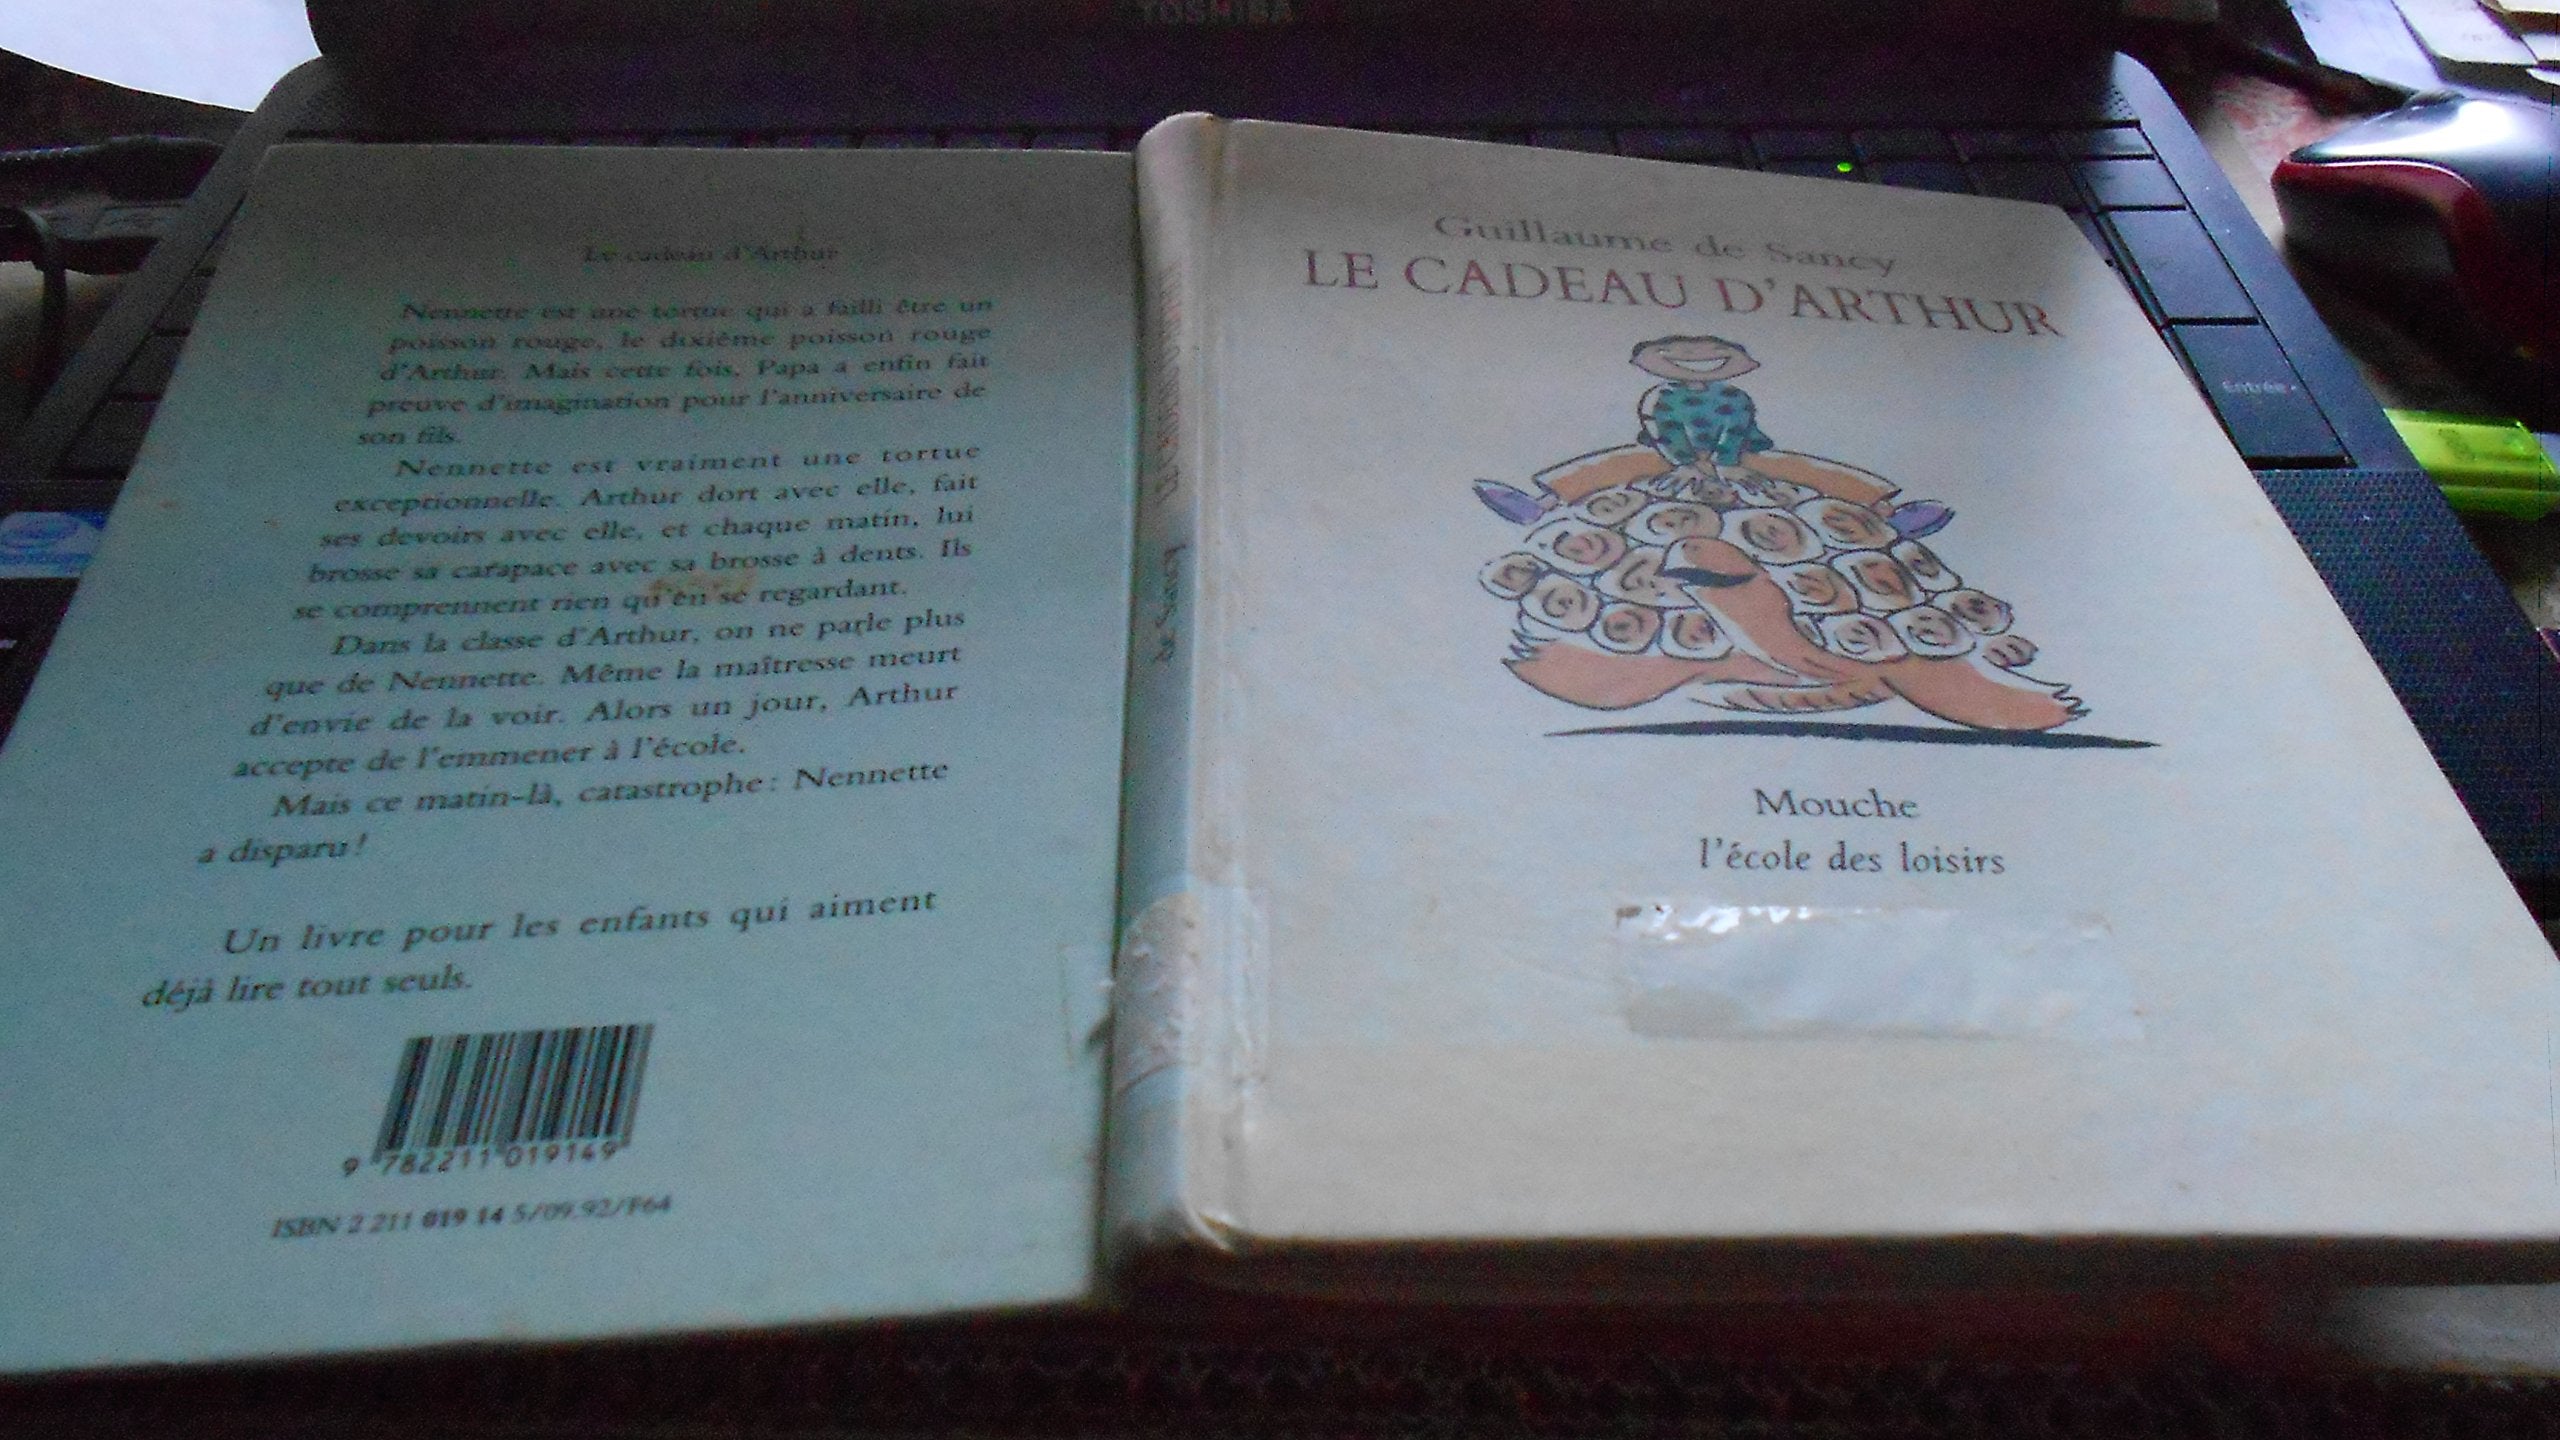 TOSHIBA
Le cadeau d'Arthur
Nennette est une tortue qui a failli être un
poisson rouge, le dixième poisson rouge
d'Arthur. Mais cette fois, Papa a enfin fait
preuve d'imagination pour l'anniversaire de
son fils.
Nennette est vraiment une tortue
exceptionnelle. Arthur dort avec elle, fait
ses devoirs avec elle, et chaque matin, lui
brosse sa carapace avec sa brosse à dents. Ils
se comprennent rien qu'en se regardant.
Dans la classe d'Arthur, on ne parle plus
que de Nennette. Même la maîtresse meurt
d'envie de la voir. Alors un jour, Arthur
accepte de l'emmener à l'école.
Mais ce matin-là, catastrophe : Nennette
a disparu !
Un livre pour les enfants qui aiment
déjà lire tout seuls.
9 782211 019149
ISBN 2 211 019 14 5/09.92/F64
de Sancy
Guillaume de Sancy
LE CADEAU D'ARTHUR
Mouche
l'école des loisirs
Entrée